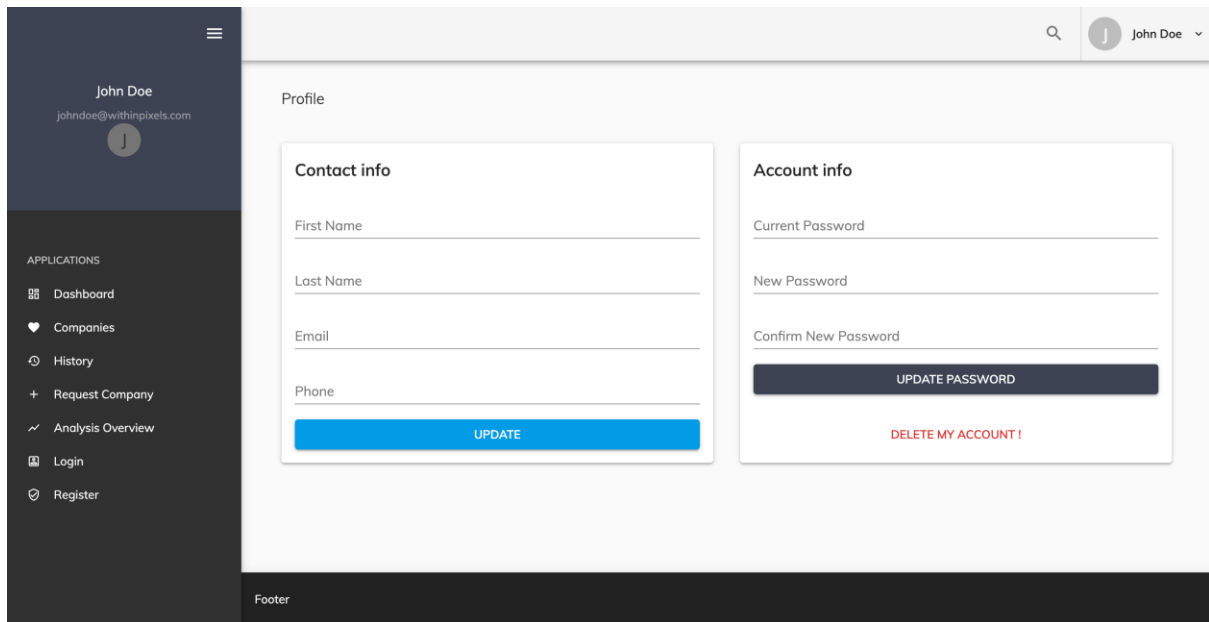 John Doe
johndoe@withinpixels.com
J
APPLICATIONS
Dashboard
Companies
History
Request Company
Analysis Overview
Login
Register
J
John Doe
Profile
Contact info
First Name
Last Name
Email
Phone
UPDATE
Account info
Current Password
New Password
Confirm New Password
UPDATE PASSWORD
DELETE MY ACCOUNT !
Footer